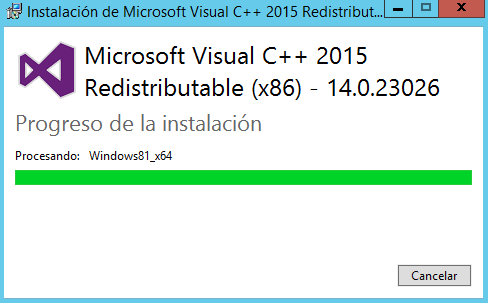 Instalación de Microsoft Visual C++ 2015 Redistribut...
Microsoft Visual C++ 2015
Redistributable (x86) - 14.0.23026
Progreso de la instalación
Procesando: Windows81_x64
Cancelar